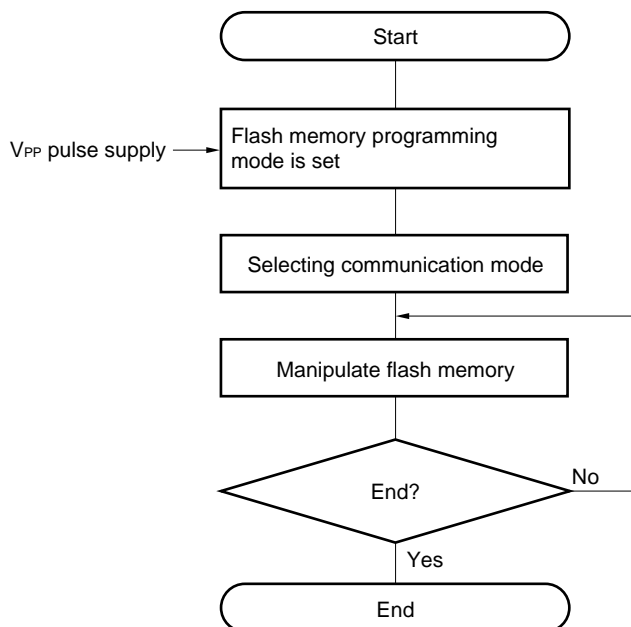 Start
VPP pulse supply
Flash memory programming
mode is set
Selecting communication mode
Manipulate flash memory
End?
No
Yes
End